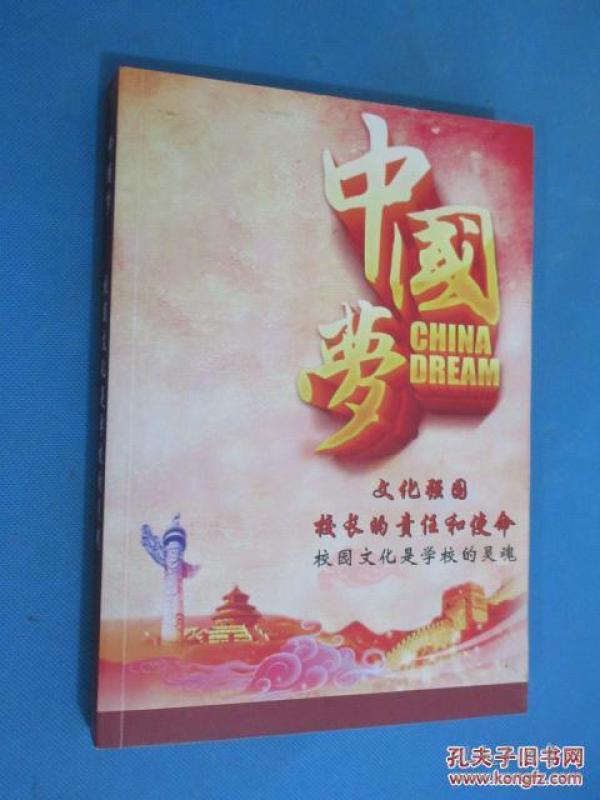 中國夢
CHINA
DREAM
文化强国
校长的责任和使命
校园文化是学校的灵魂
孔夫子旧书网
www.kongfz.com